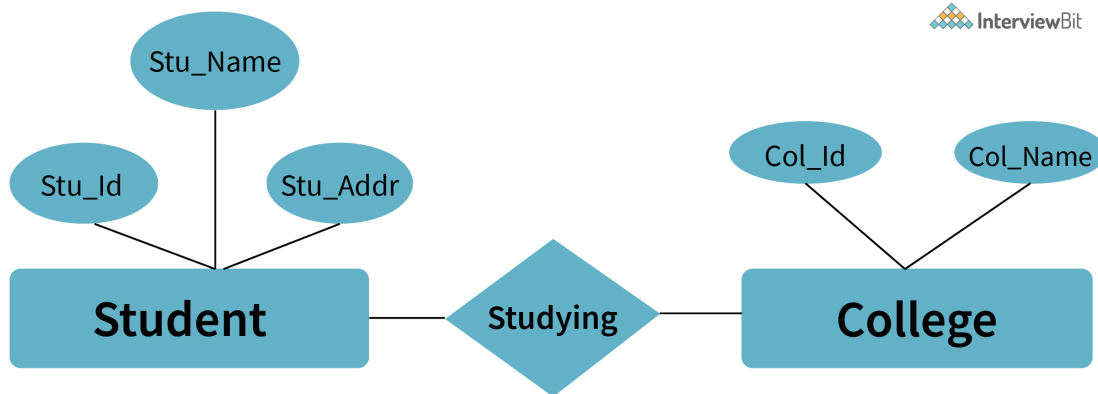 InterviewBit
Stu_Name
Stu_Id
Stu_Addr
Col_Id
Col_Name
Student
Studying
College